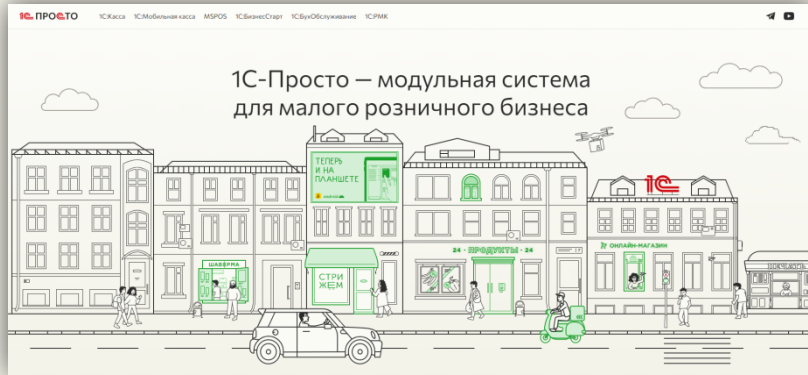 1С ПРОСТО
1С:Касса 1С:Мобильная касса MSPOS 1С:БизнесСтарт 1С:БухОбслуживание 1С:РМК
1С-Просто — модульная система
для малого розничного бизнеса
ТЕПЕРЬ
И НА
ПЛАНШЕТЕ
1С
ШАВЕРМА
24 - ПРОДУКТЫ - 24
ОНЛАЙН-МАГАЗИН
СТРИ
ЖЕМ